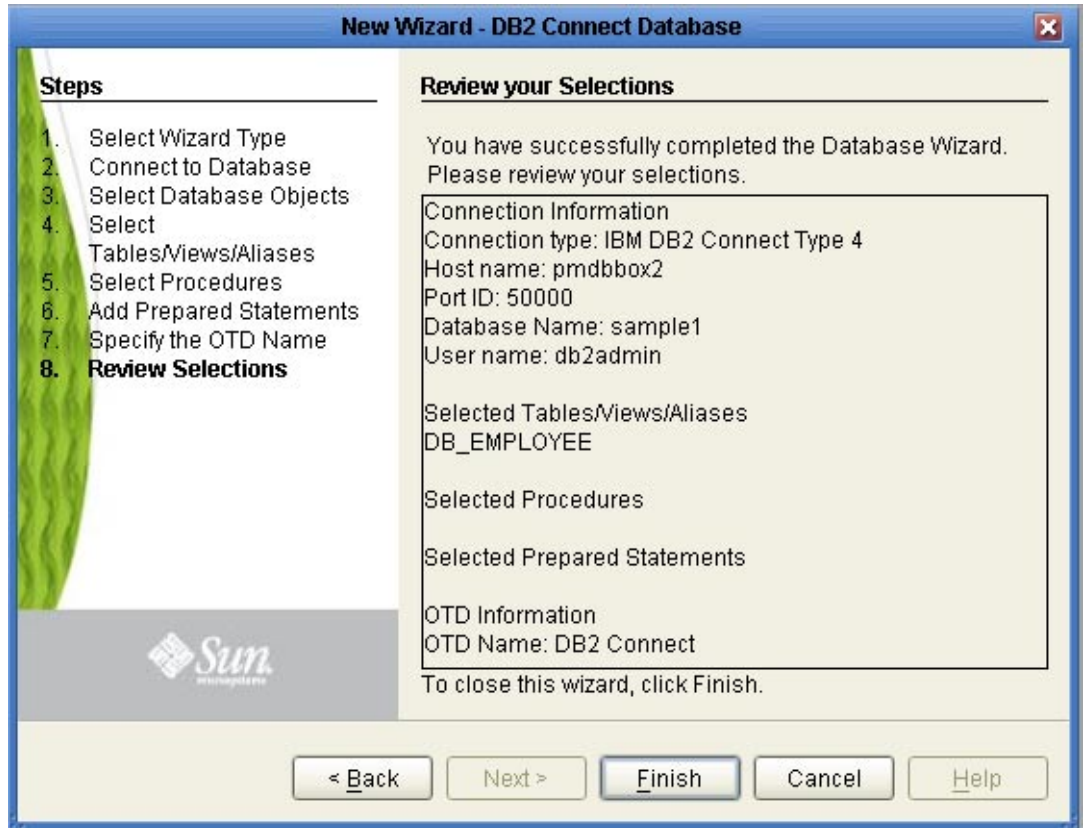 New Wizard - DB2 Connect Database
Steps
1. Select Wizard Type
2. Connect to Database
3. Select Database Objects
4. Select
Tables/Views/Aliases
5. Select Procedures
6. Add Prepared Statements
7. Specify the OTD Name
8. Review Selections
Sun
microsystems
Review your Selections
You have successfully completed the Database Wizard.
Please review your selections.
Connection Information
Connection type: IBM DB2 Connect Type 4
Host name: pmdbbox2
Port ID: 50000
Database Name: sample1
User name: db2admin
Selected Tables/Views/Aliases
DB_EMPLOYEE
Selected Procedures
Selected Prepared Statements
OTD Information
OTD Name: DB2 Connect
To close this wizard, click Finish.
< Back
Next >
Finish
Cancel
Help